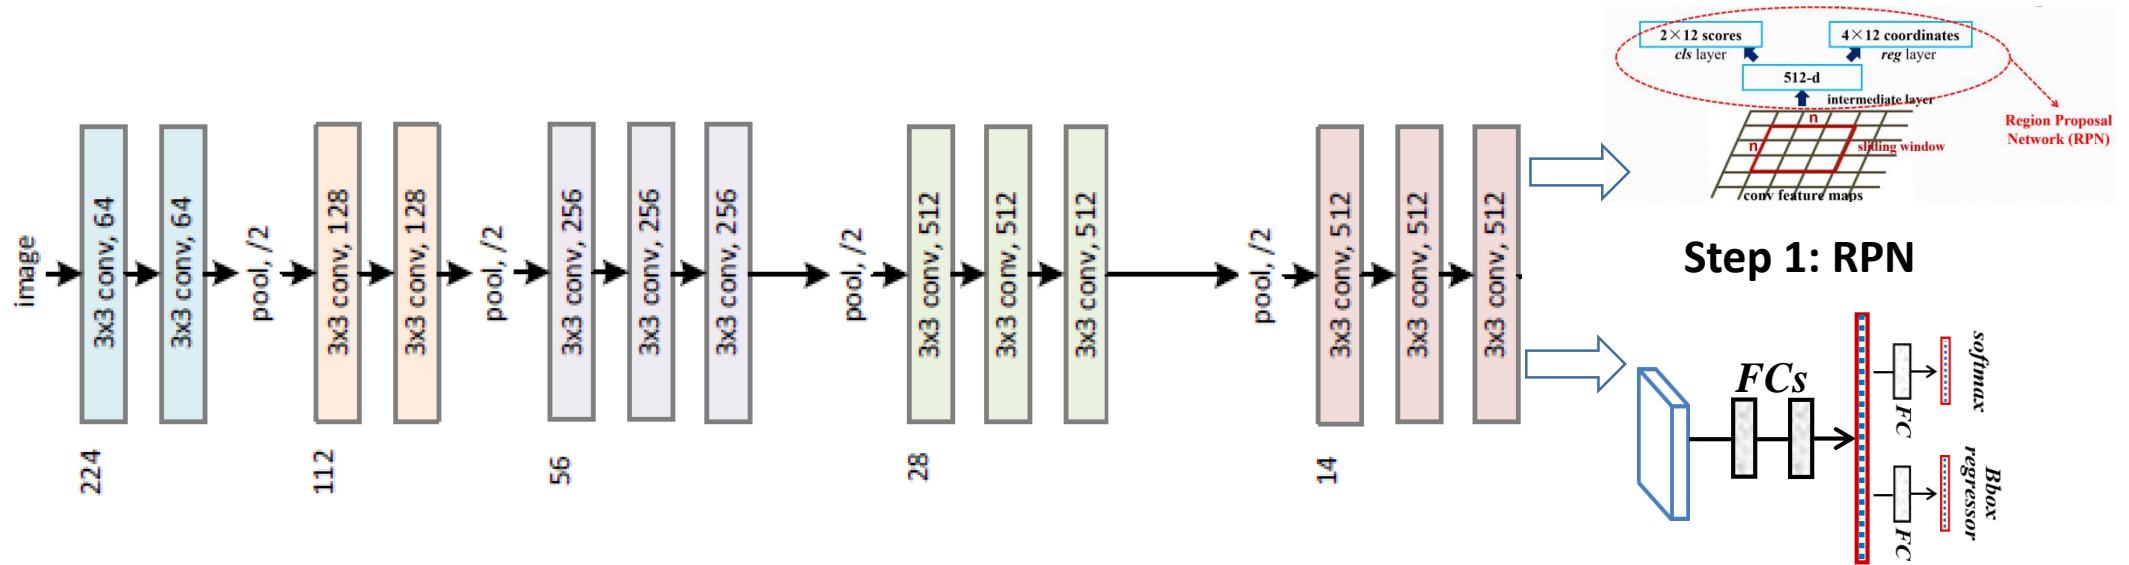 image
3x3 conv, 64
3x3 conv, 64
pool, /2
3x3 conv, 128
3x3 conv, 128
pool, /2
3x3 conv, 256
3x3 conv, 256
3x3 conv, 256
pool, /2
3x3 conv, 512
3x3 conv, 512
3x3 conv, 512
pool, /2
3x3 conv, 512
3x3 conv, 512
3x3 conv, 512
224
112
56
28
14
2×12 scores
cls layer
4×12 coordinates
reg layer
512-d
intermediate layer
n
n
sliding window
conv feature maps
Region Proposal
Network (RPN)
Step 1: RPN
FCs
FC
softmax
FC
Bbox
regressor